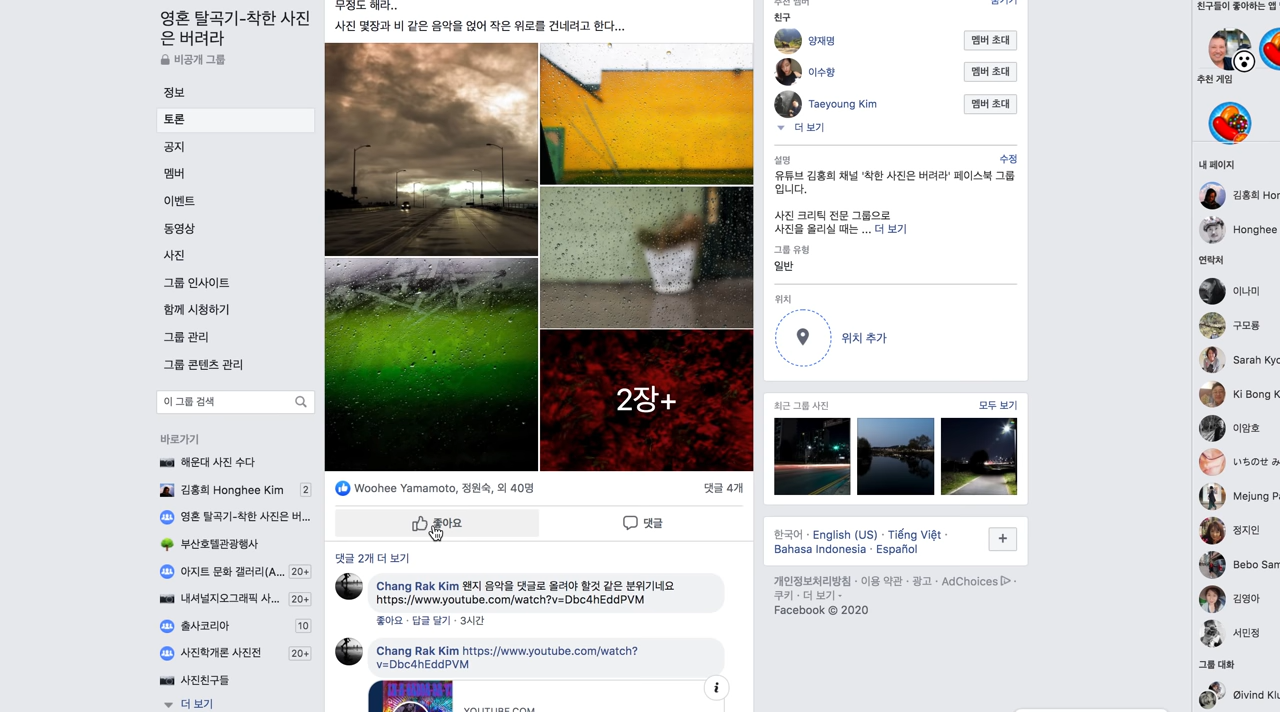 영혼 탈곡기-착한 사진
은 버려라
비공개 그룹
정보
토론
공지
멤버
이벤트
동영상
사진
그룹 인사이트
함께 시청하기
그룹 관리
그룹 콘텐츠 관리
이 그룹 검색
바로가기
해운대 사진 수다
김홍희 Honghee Kim 2
영혼 탈곡기-착한 사진은 버...
부산호텔관광행사
아지트 문화 갤러리(A... 20+
내셔널지오그래픽 사... 20+
출사코리아 10
사진학개론 사진전 20+
사진친구들
더 보기
무정도 해라..
사진 몇장과 비 같은 음악을 얹어 작은 위로를 건네려고 한다...
2장+
Woohee Yamamoto, 정원숙, 외 40명
댓글 4개
좋아요
댓글
댓글 2개 더 보기
Chang Rak Kim 왠지 음악을 댓글로 올려야 할것 같은 분위기네요
https://www.youtube.com/watch?v=Dbc4hEddPVM
좋아요 · 답글 달기 · 3시간
Chang Rak Kim https://www.youtube.com/watch?
v=Dbc4hEddPVM
YOUTUBE.COM
추천 멤버
숨기기
친구
양재명 멤버 초대
이수향 멤버 초대
Taeyoung Kim 멤버 초대
더 보기
설명 수정
유튜브 김홍희 채널 '착한 사진은 버려라' 페이스북 그룹
입니다.
사진 크리틱 전문 그룹으로
사진을 올리실 때는 ... 더 보기
그룹 유형
일반
위치
위치 추가
최근 그룹 사진 모두 보기
한국어 · English (US) · Tiếng Việt ·
Bahasa Indonesia · Español
+
개인정보처리방침 · 이용 약관 · 광고 · AdChoices ·
쿠키 · 더 보기
Facebook © 2020
친구들이 좋아하는 앱
추천 게임
내 페이지
김홍희 Hon
Honghee
연락처
이나미
구모룡
Sarah Kyo
Ki Bong K
이암호
いちのせ み
Mejung Pa
정지인
Bebo Sam
김영아
서민정
그룹 대화
Øivind Klu